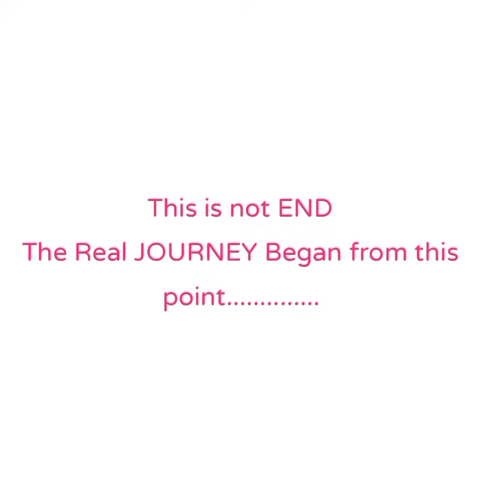 This is not END
The Real JOURNEY Began from this
point..............